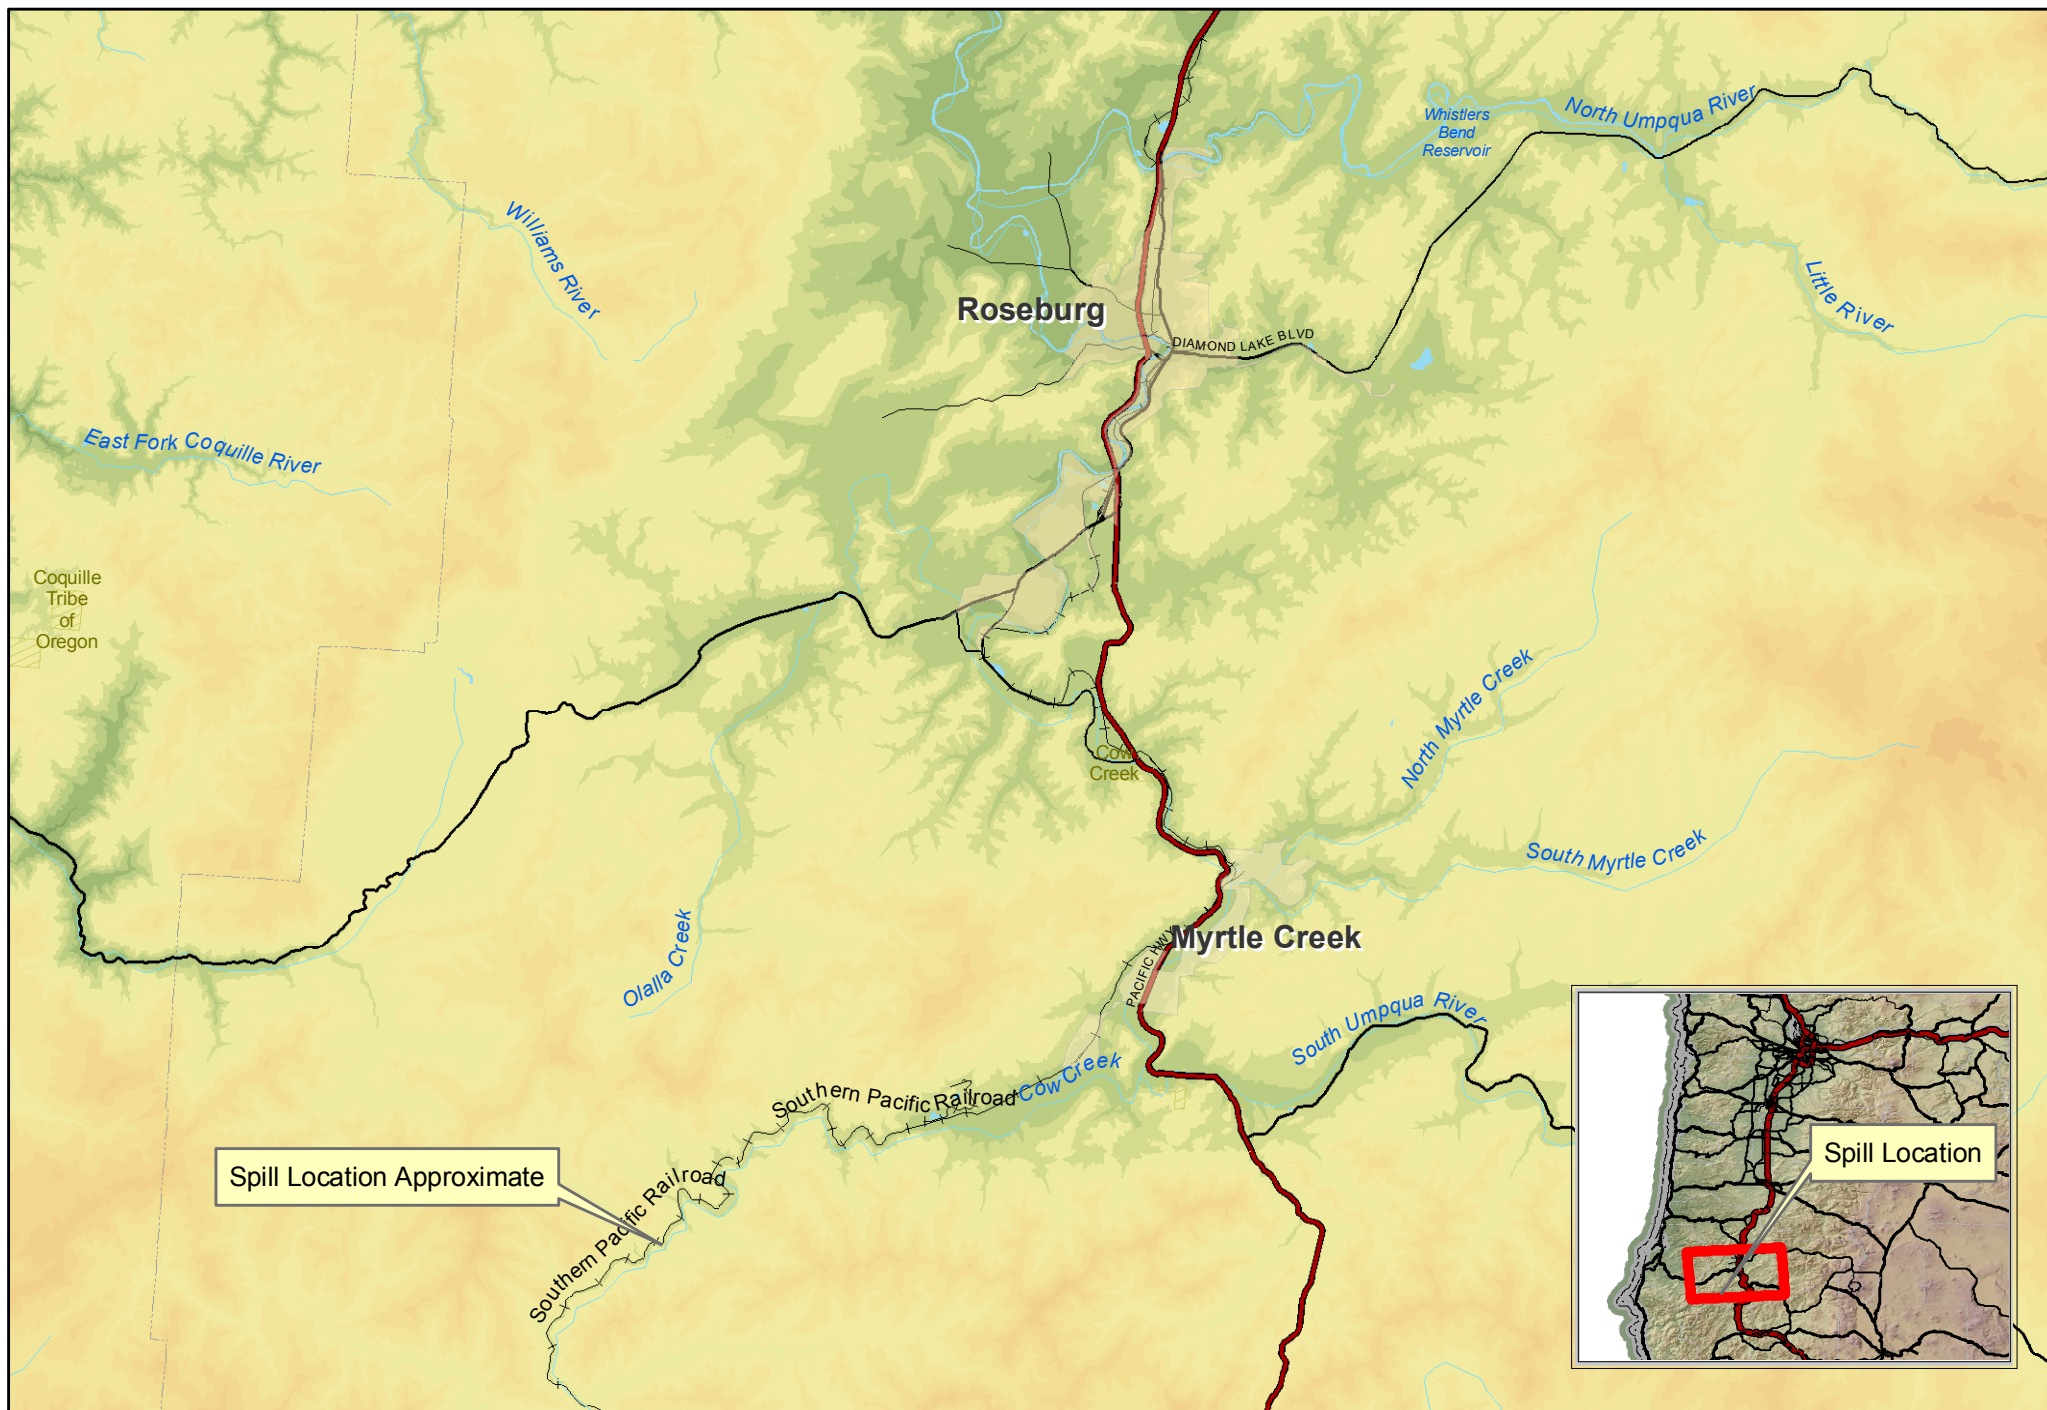 North Umpqua River
Whistlers
Bend
Reservoir
Williams River
Little River
Roseburg
DIAMOND LAKE BLVD
East Fork Coquille River
Coquille
Tribe
of
Oregon
North Myrtle Creek
Cow
Creek
South Myrtle Creek
Olalla Creek
PACIFIC HWY
Myrtle Creek
South Umpqua River
Cow Creek
Southern Pacific Railroad
Spill Location Approximate
Southern Pacific Railroad
Spill Location